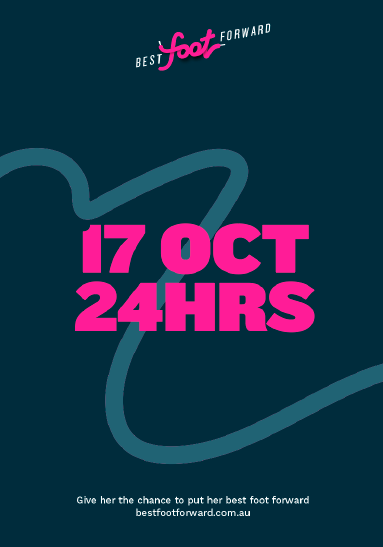 BEST foot FORWARD
17 OCT
24HRS
Give her the chance to put her best foot forward
bestfootforward.com.au